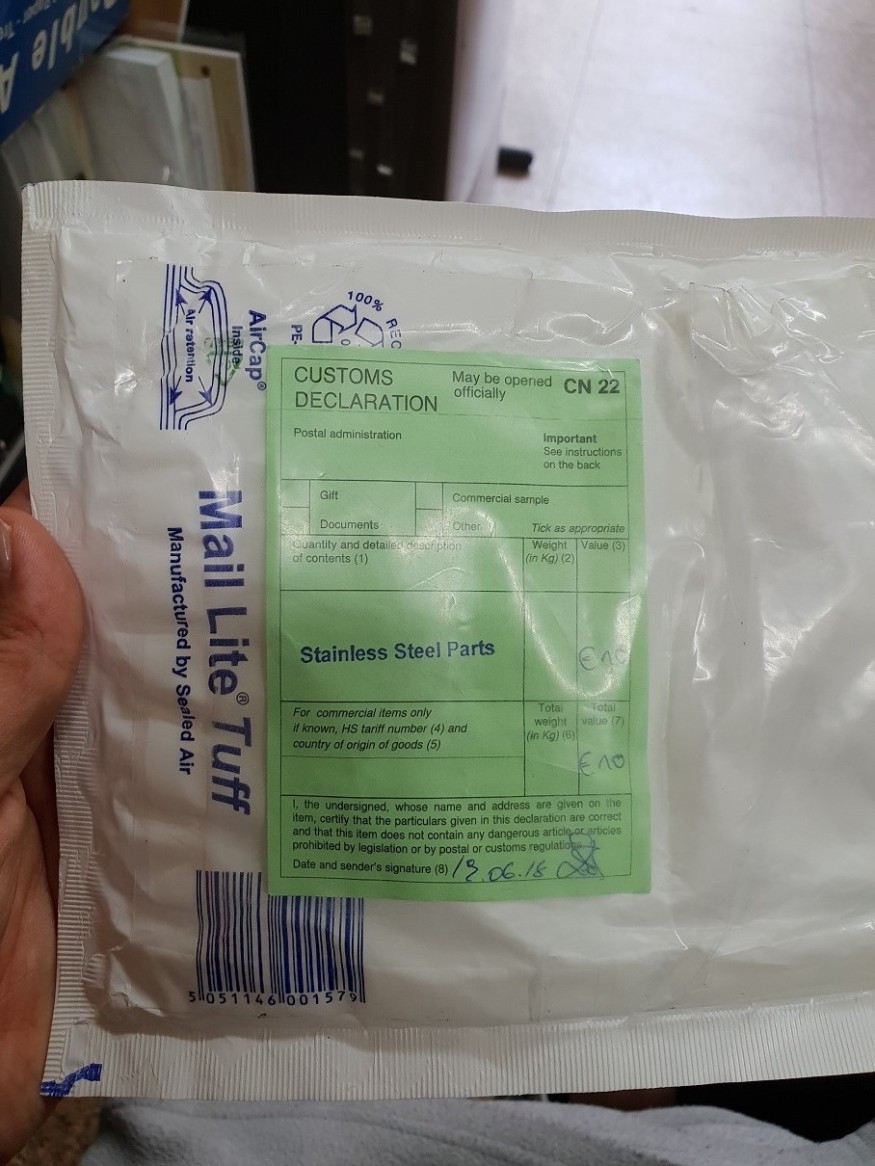 100% REC
PE-
AirCap®
Inside
Air retention
Mail Lite® Tuff
Manufactured by Sealed Air
CUSTOMS
DECLARATION
May be opened
officially
CN 22
Postal administration
Important
See instructions
on the back
Gift
Commercial sample
Documents
Other
Tick as appropriate
Quantity and detailed description
of contents (1)
Weight
(in Kg) (2)
Value (3)
Stainless Steel Parts
€10
For commercial items only
if known, HS tariff number (4) and
country of origin of goods (5)
Total
weight
(in Kg) (6)
Total
value (7)
€10
I, the undersigned, whose name and address are given on the
item, certify that the particulars given in this declaration are correct
and that this item does not contain any dangerous article or articles
prohibited by legislation or by postal or customs regulations
Date and sender's signature (8) .06.18
5 051146 001579